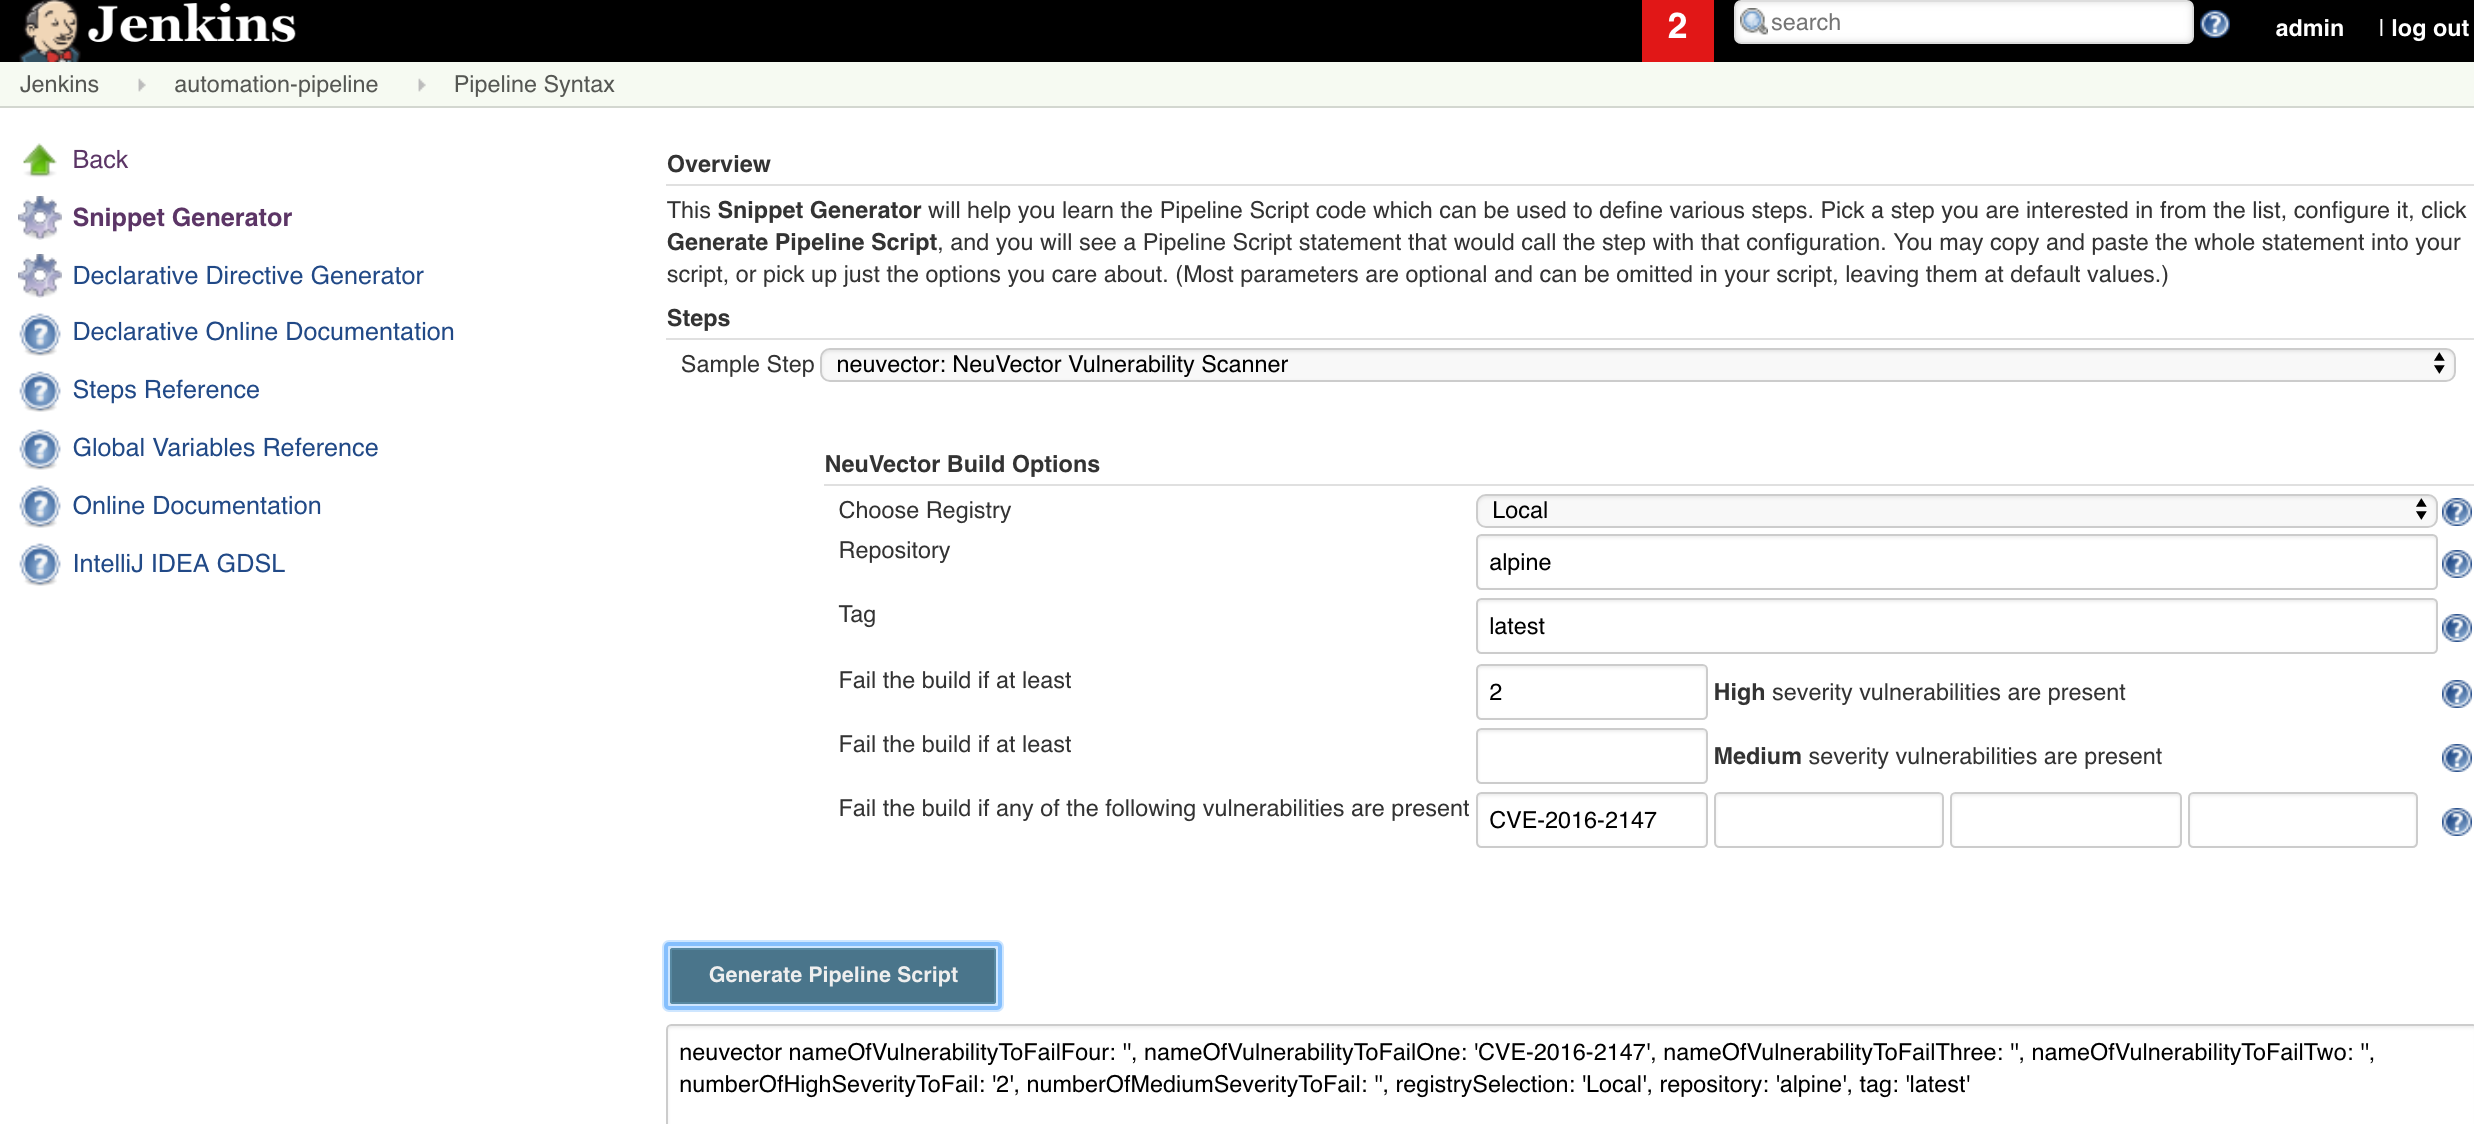 Jenkins
2
search
admin
| log out
Jenkins
automation-pipeline
Pipeline Syntax
Back
Snippet Generator
Declarative Directive Generator
Declarative Online Documentation
Steps Reference
Global Variables Reference
Online Documentation
IntelliJ IDEA GDSL
Overview
This Snippet Generator will help you learn the Pipeline Script code which can be used to define various steps. Pick a step you are interested in from the list, configure it, click
Generate Pipeline Script, and you will see a Pipeline Script statement that would call the step with that configuration. You may copy and paste the whole statement into your
script, or pick up just the options you care about. (Most parameters are optional and can be omitted in your script, leaving them at default values.)
Steps
Sample Step neuvector: NeuVector Vulnerability Scanner
NeuVector Build Options
Choose Registry Local
Repository alpine
Tag latest
Fail the build if at least 2 High severity vulnerabilities are present
Fail the build if at least Medium severity vulnerabilities are present
Fail the build if any of the following vulnerabilities are present CVE-2016-2147
Generate Pipeline Script
neuvector nameOfVulnerabilityToFailFour: '', nameOfVulnerabilityToFailOne: 'CVE-2016-2147', nameOfVulnerabilityToFailThree: '', nameOfVulnerabilityToFailTwo: '',
numberOfHighSeverityToFail: '2', numberOfMediumSeverityToFail: '', registrySelection: 'Local', repository: 'alpine', tag: 'latest'